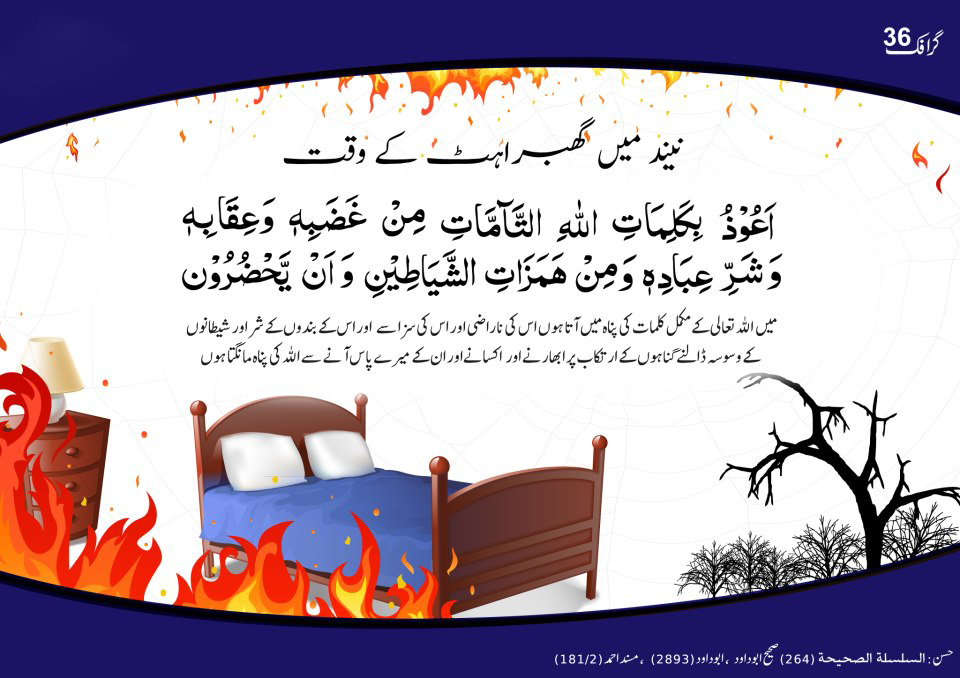 گرافک 36
نیند میں گھبراہٹ کے وقت
اَعُوْذُ بِكَلِمَاتِ اللهِ التَّآمَّاتِ مِنْ غَضَبِهٖ وَعِقَابِهٖ
وَشَرِّ عِبَادِهٖ وَمِنْ هَمَزَاتِ الشَّيَاطِيْنِ وَ اَنْ يَّحْضُرُوْن
میں اللہ تعالی کے مکمل کلمات کی پناہ میں آتا ہوں اس کی ناراضی اور اس کی سزا سے اور اس کے بندوں کے شر اور شیطانوں
کے وسوسہ ڈالنے گناہوں کے ارتکاب پر ابھارنے اور اکسانے اور ان کے میرے پاس آنے سے اللہ کی پناہ مانگتا ہوں
حسن: السلسلة الصحیحة (264) صحیح ابوداود ، ابوداود (2893) ، مسند احمد (181/2)